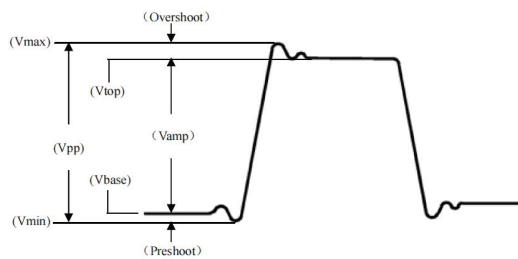 (Overshoot)
(Vmax)
(Vtop)
(Vamp)
(Vpp)
(Vbase)
(Vmin)
(Preshoot)